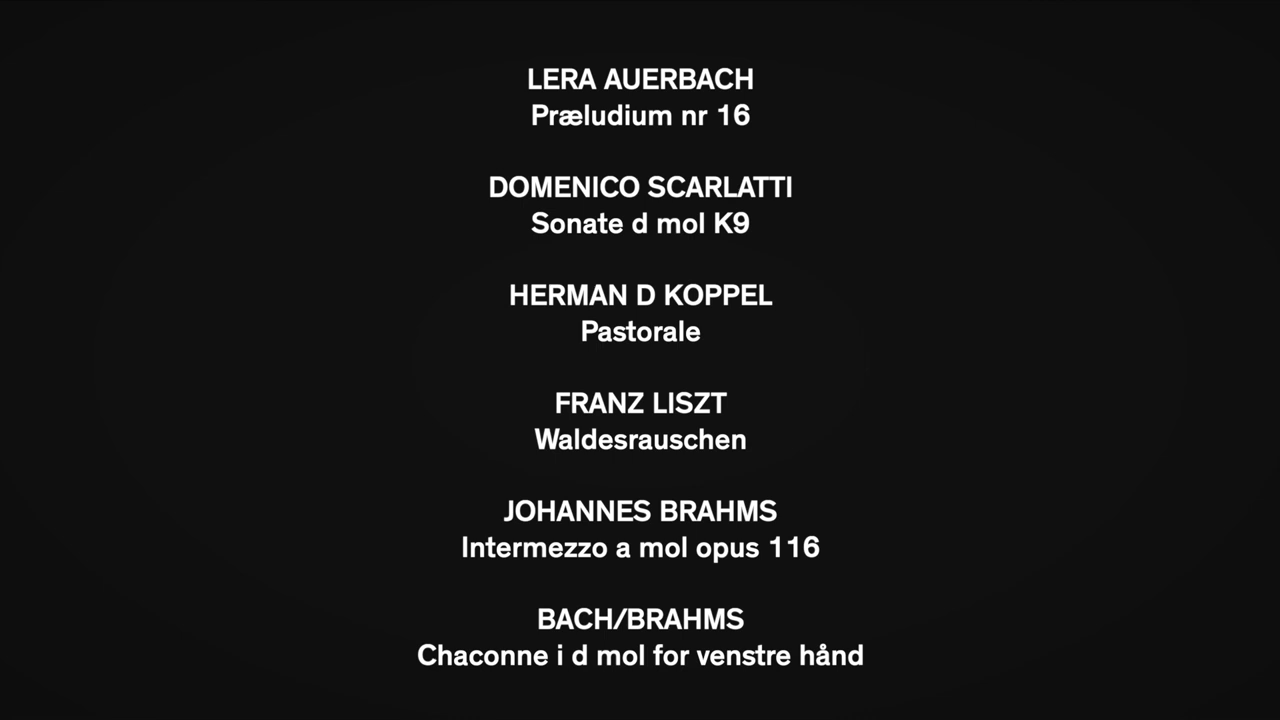 LERA AUERBACH
Præludium nr 16
DOMENICO SCARLATTI
Sonate d mol K9
HERMAN D KOPPEL
Pastorale
FRANZ LISZT
Waldesrauschen
JOHANNES BRAHMS
Intermezzo a mol opus 116
BACH/BRAHMS
Chaconne i d mol for venstre hånd